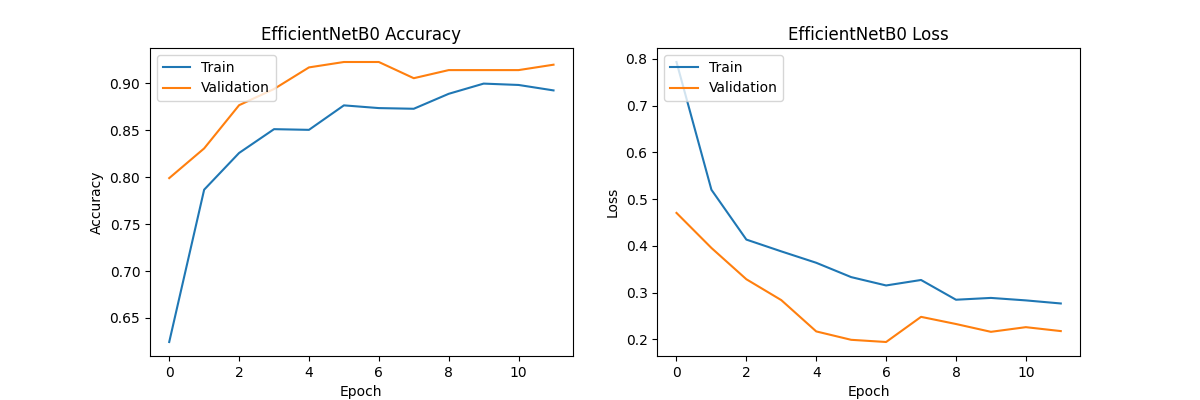 EfficientNetB0 Accuracy
Train
Validation
0.90
0.85
0.80
0.75
0.70
0.65
Accuracy
0 2 4 6 8 10
Epoch
EfficientNetB0 Loss
Train
Validation
0.8
0.7
0.6
0.5
0.4
0.3
0.2
Loss
0 2 4 6 8 10
Epoch